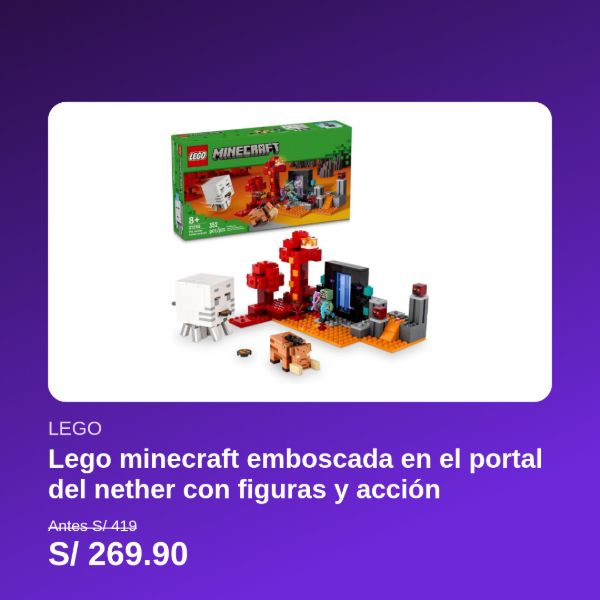 LEGO
MINECRAFT
8+
LEGO
Lego minecraft emboscada en el portal
del nether con figuras y acción
Antes S/ 419
S/ 269.90